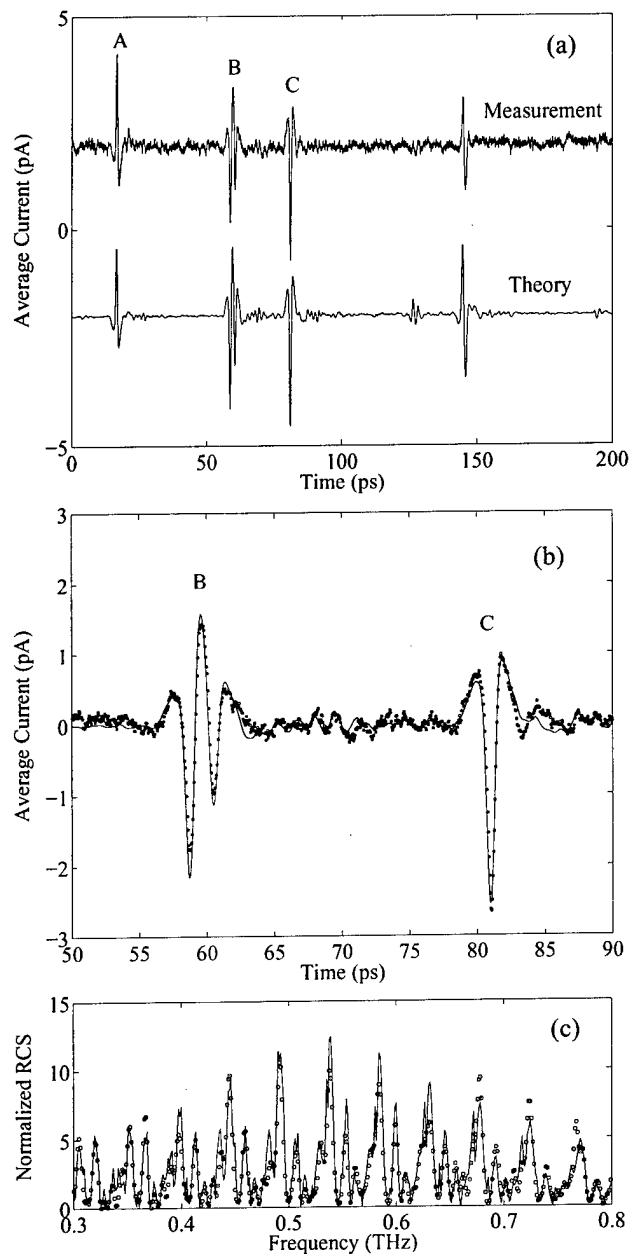 5
(a)
A
B
C
Measurement
0
Average Current (pA)
Theory
−5
0
50
100
150
200
Time (ps)
3
(b)
2
B
C
1
0
Average Current (pA)
−1
−2
−3
50
55
60
65
70
75
80
85
90
Time (ps)
15
(c)
10
5
0
Normalized RCS
0.3
0.4
0.5
0.6
0.7
0.8
Frequency (THz)